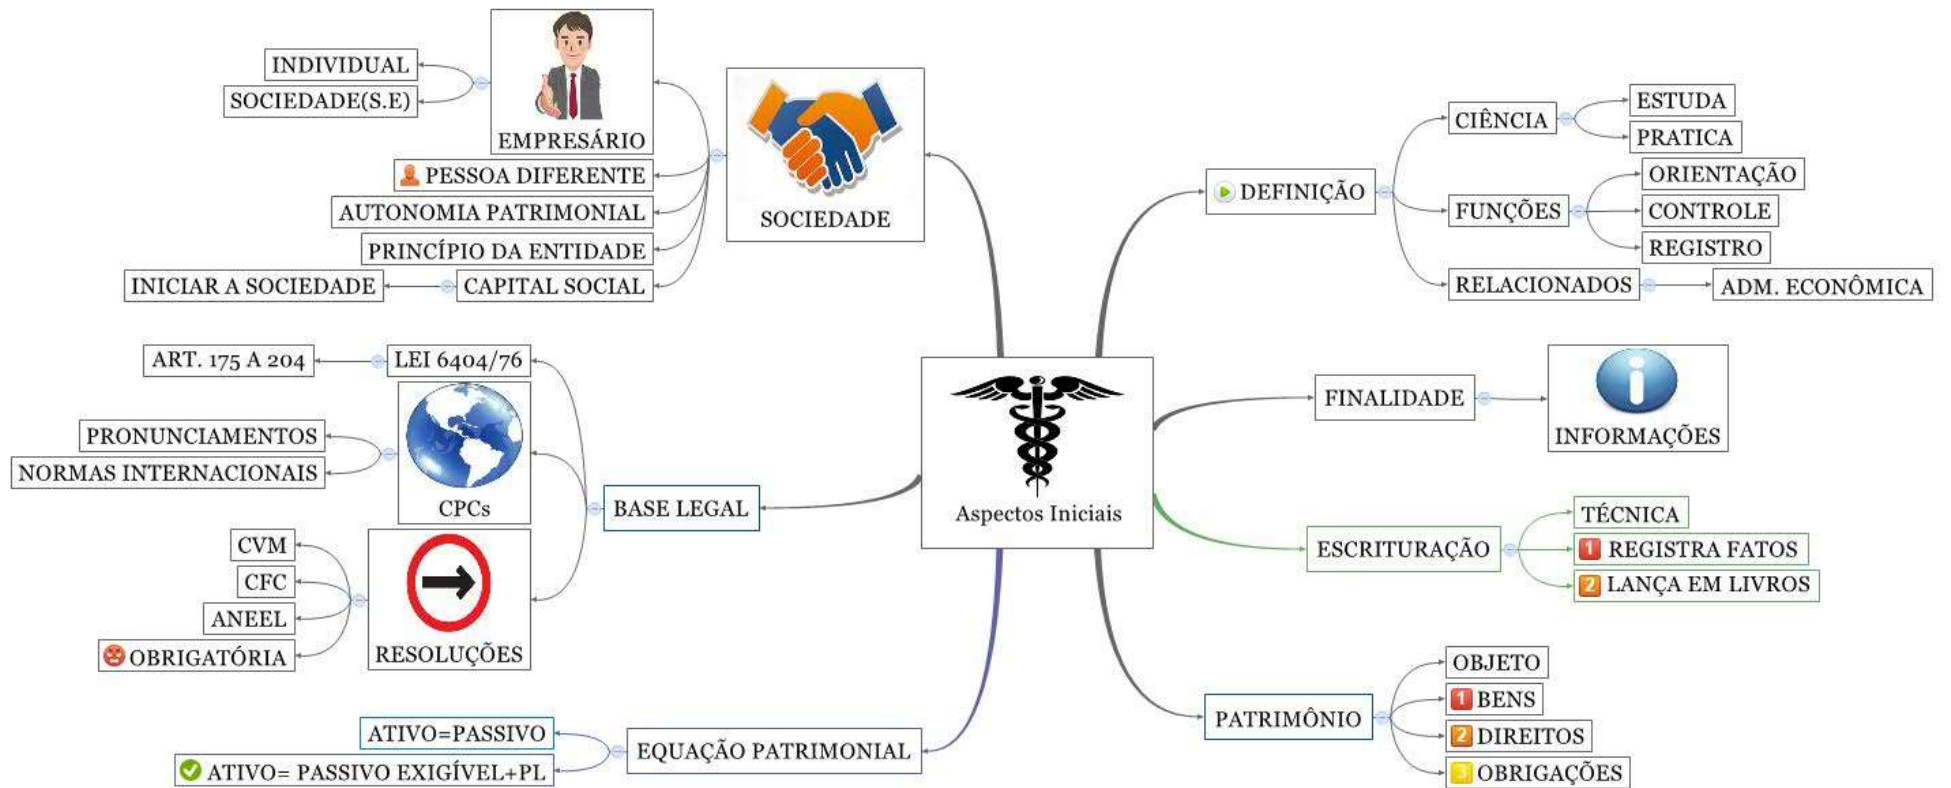 INDIVIDUAL
SOCIEDADE(S.E)
EMPRESÁRIO
PESSOA DIFERENTE
AUTONOMIA PATRIMONIAL
PRINCÍPIO DA ENTIDADE
INICIAR A SOCIEDADE
CAPITAL SOCIAL
SOCIEDADE
DEFINIÇÃO
CIÊNCIA
ESTUDA
PRATICA
FUNÇÕES
ORIENTAÇÃO
CONTROLE
REGISTRO
RELACIONADOS
ADM. ECONÔMICA
ART. 175 A 204
LEI 6404/76
PRONUNCIAMENTOS
NORMAS INTERNACIONAIS
CPCs
BASE LEGAL
CVM
CFC
ANEEL
OBRIGATÓRIA
RESOLUÇÕES
Aspectos Iniciais
FINALIDADE
i
INFORMAÇÕES
ESCRITURAÇÃO
TÉCNICA
1 REGISTRA FATOS
2 LANÇA EM LIVROS
ATIVO=PASSIVO
ATIVO= PASSIVO EXIGÍVEL+PL
EQUAÇÃO PATRIMONIAL
PATRIMÔNIO
OBJETO
1 BENS
2 DIREITOS
3 OBRIGAÇÕES